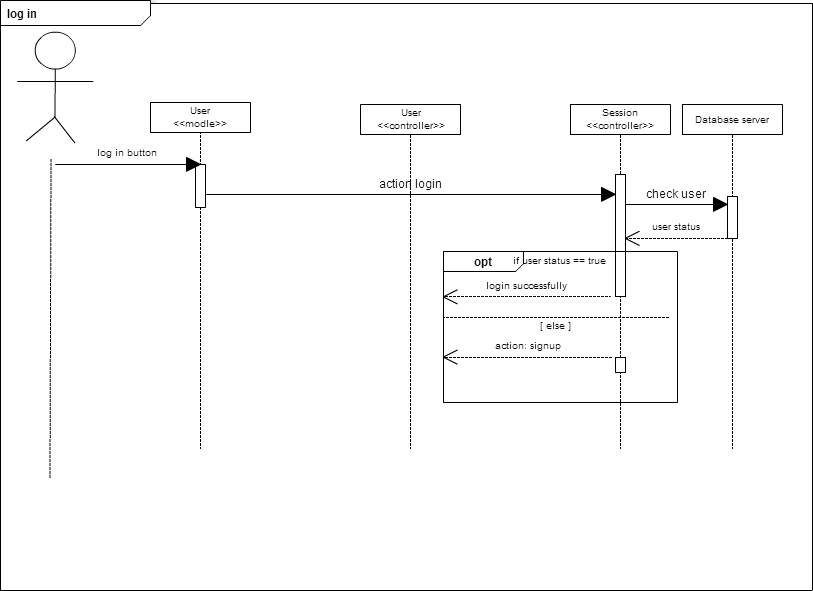 log in
User
<<modle>>
User
<<controller>>
Session
<<controller>>
Database server
log in button
action login
check user
user status
opt
if user status == true
login successfully
[ else ]
action: signup